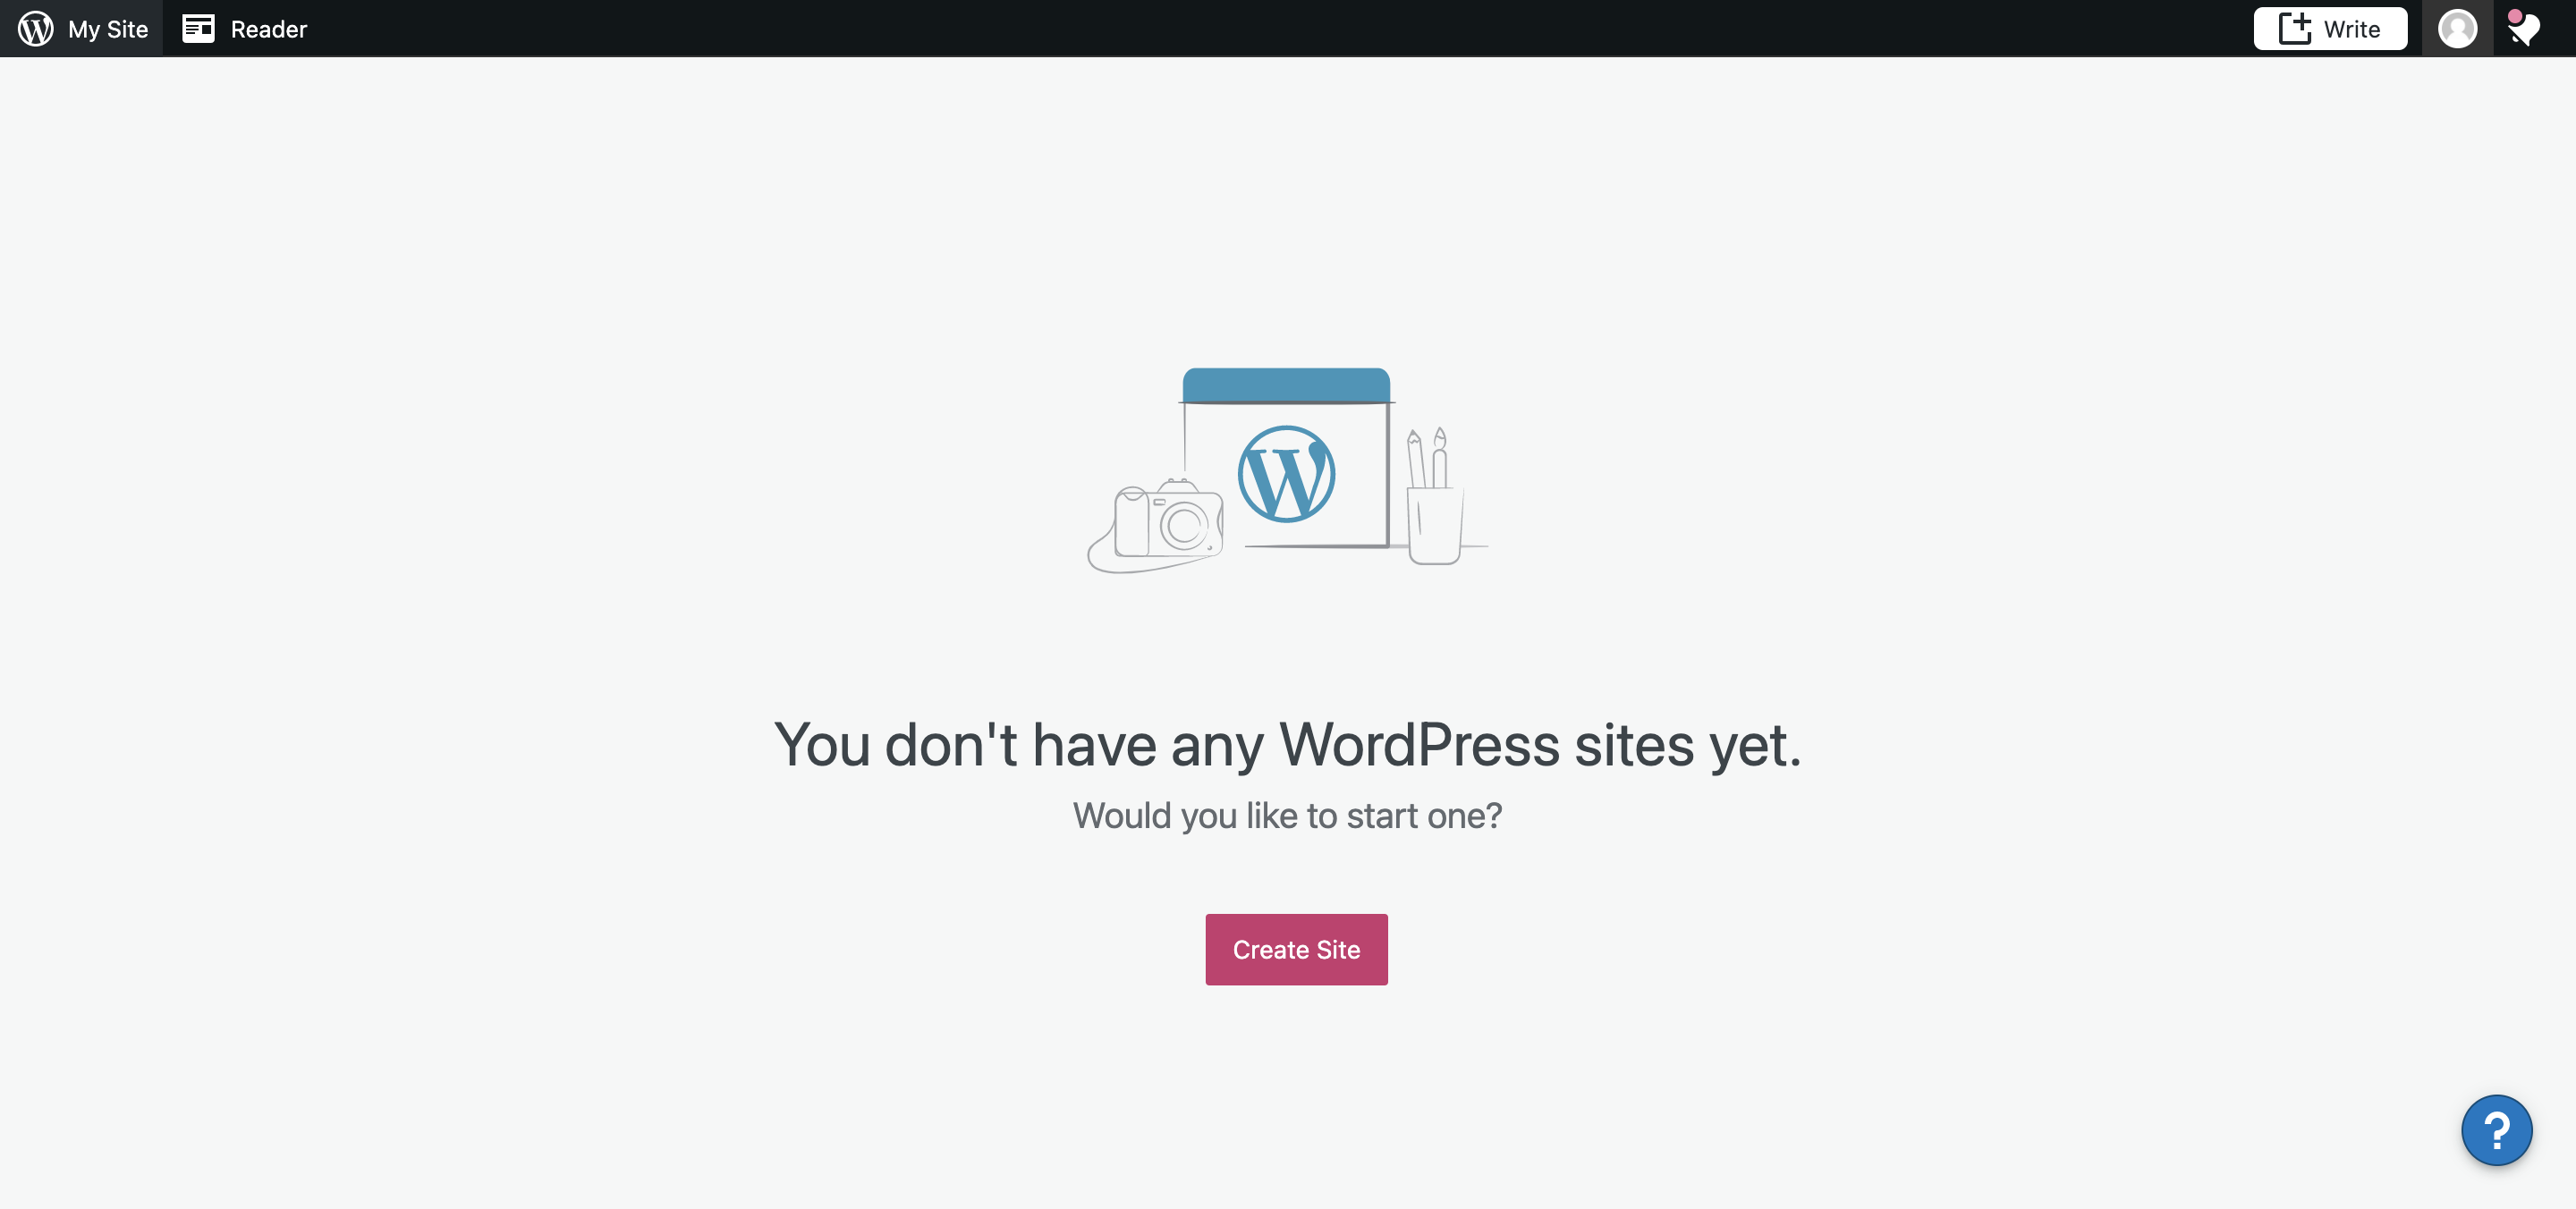 My Site
Reader
Write
You don't have any WordPress sites yet.
Would you like to start one?
Create Site
?